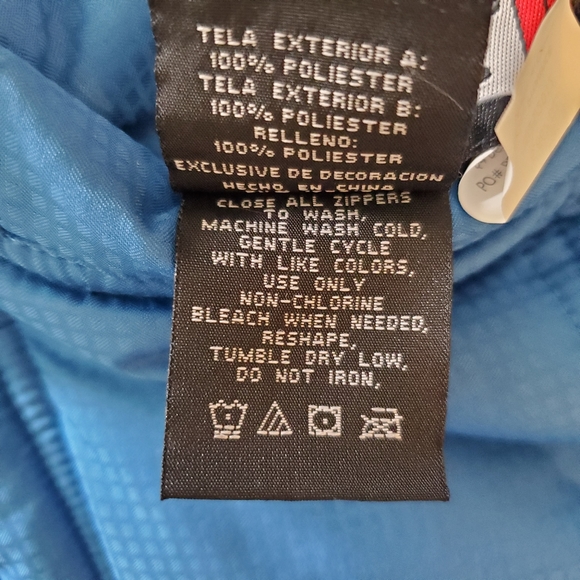 TELA EXTERIOR A:
100% POLIESTER
TELA EXTERIOR B:
100% POLIESTER
RELLENO:
100% POLIESTER
EXCLUSIVE DE DECORACION
HECHO EN CHINA
CLOSE ALL ZIPPERS
TO WASH,
MACHINE WASH COLD,
GENTLE CYCLE
WITH LIKE COLORS,
USE ONLY
NON-CHLORINE
BLEACH WHEN NEEDED,
RESHAPE,
TUMBLE DRY LOW,
DO NOT IRON,
PO#